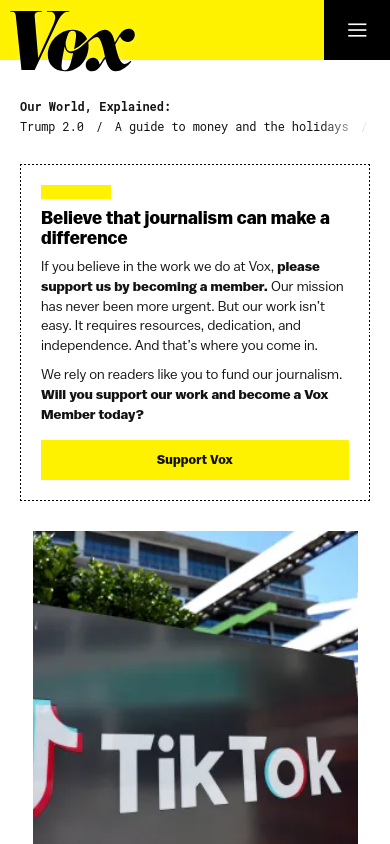 Vox
Our World, Explained:
Trump 2.0 / A guide to money and the holidays /
Believe that journalism can make a
difference
If you believe in the work we do at Vox, please
support us by becoming a member. Our mission
has never been more urgent. But our work isn't
easy. It requires resources, dedication, and
independence. And that's where you come in.
We rely on readers like you to fund our journalism.
Will you support our work and become a Vox
Member today?
Support Vox
TikTok